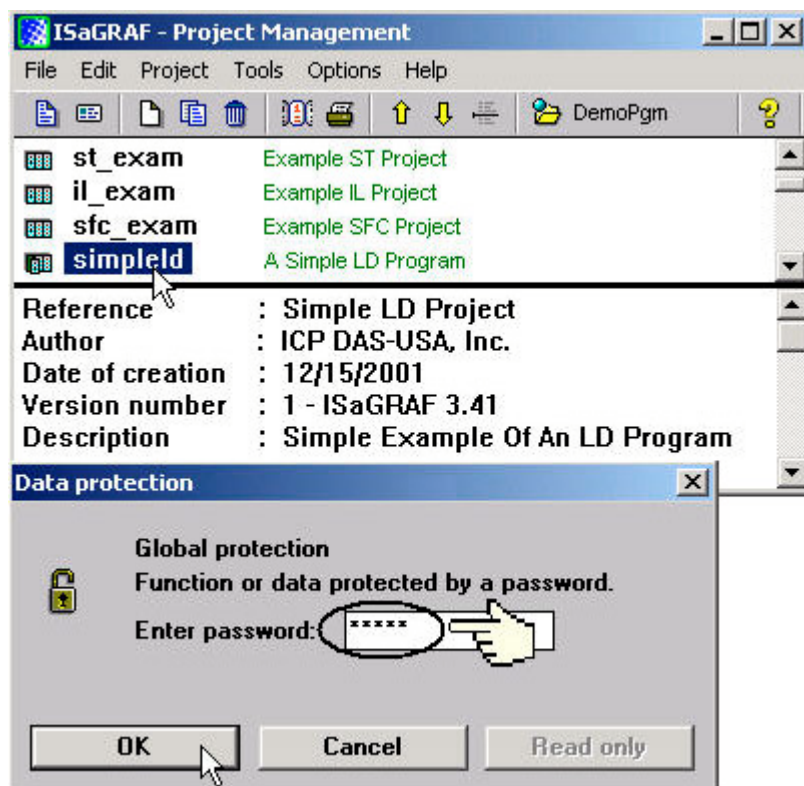 ISaGRAF - Project Management
File Edit Project Tools Options Help
DemoPgm
st_exam Example ST Project
il_exam Example IL Project
sfc_exam Example SFC Project
simpleld A Simple LD Program
Reference : Simple LD Project
Author : ICP DAS-USA, Inc.
Date of creation : 12/15/2001
Version number : 1 - ISaGRAF 3.41
Description : Simple Example Of An LD Program
Data protection
Global protection
Function or data protected by a password.
Enter password: *****
OK Cancel Read only